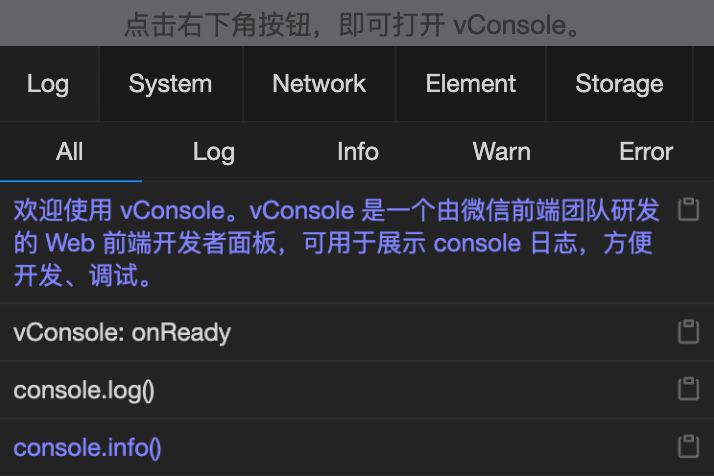 点击右下角按钮，即可打开 vConsole。
Log System Network Element Storage
All Log Info Warn Error
欢迎使用 vConsole。vConsole 是一个由微信前端团队研发
的 Web 前端开发者面板，可用于展示 console 日志，方便
开发、调试。
vConsole: onReady
console.log()
console.info()